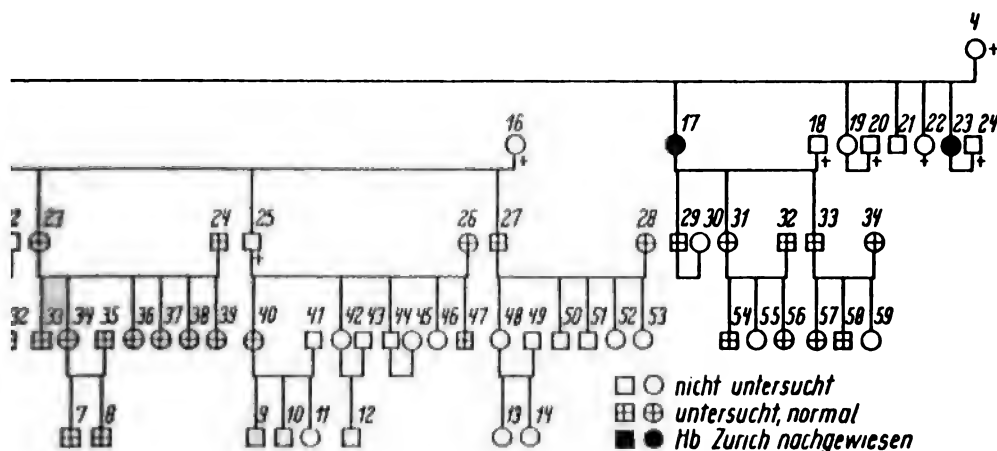 4
16 17 18 19 20 21 22 23 24
23 24 25 26 27 28 29 30 31 32 33 34
32 33 34 35 36 37 38 39 40 41 42 43 44 45 46 47 48 49 50 51 52 53 54 55 56 57 58 59
7 8 9 10 11 12 13 14
nicht untersucht
untersucht, normal
Hb Zurich nachgewiesen